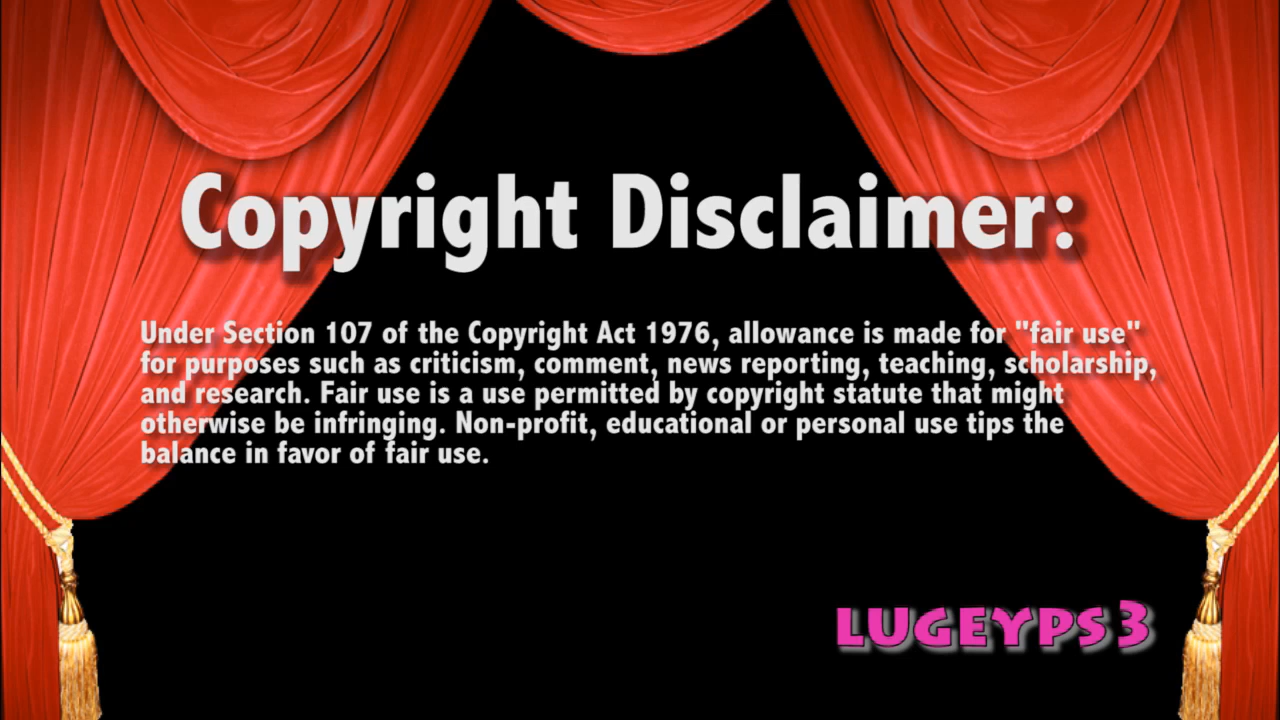 Copyright Disclaimer:
Under Section 107 of the Copyright Act 1976, allowance is made for "fair use"
for purposes such as criticism, comment, news reporting, teaching, scholarship,
and research. Fair use is a use permitted by copyright statute that might
otherwise be infringing. Non-profit, educational or personal use tips the
balance in favor of fair use.
LUGEYPS3